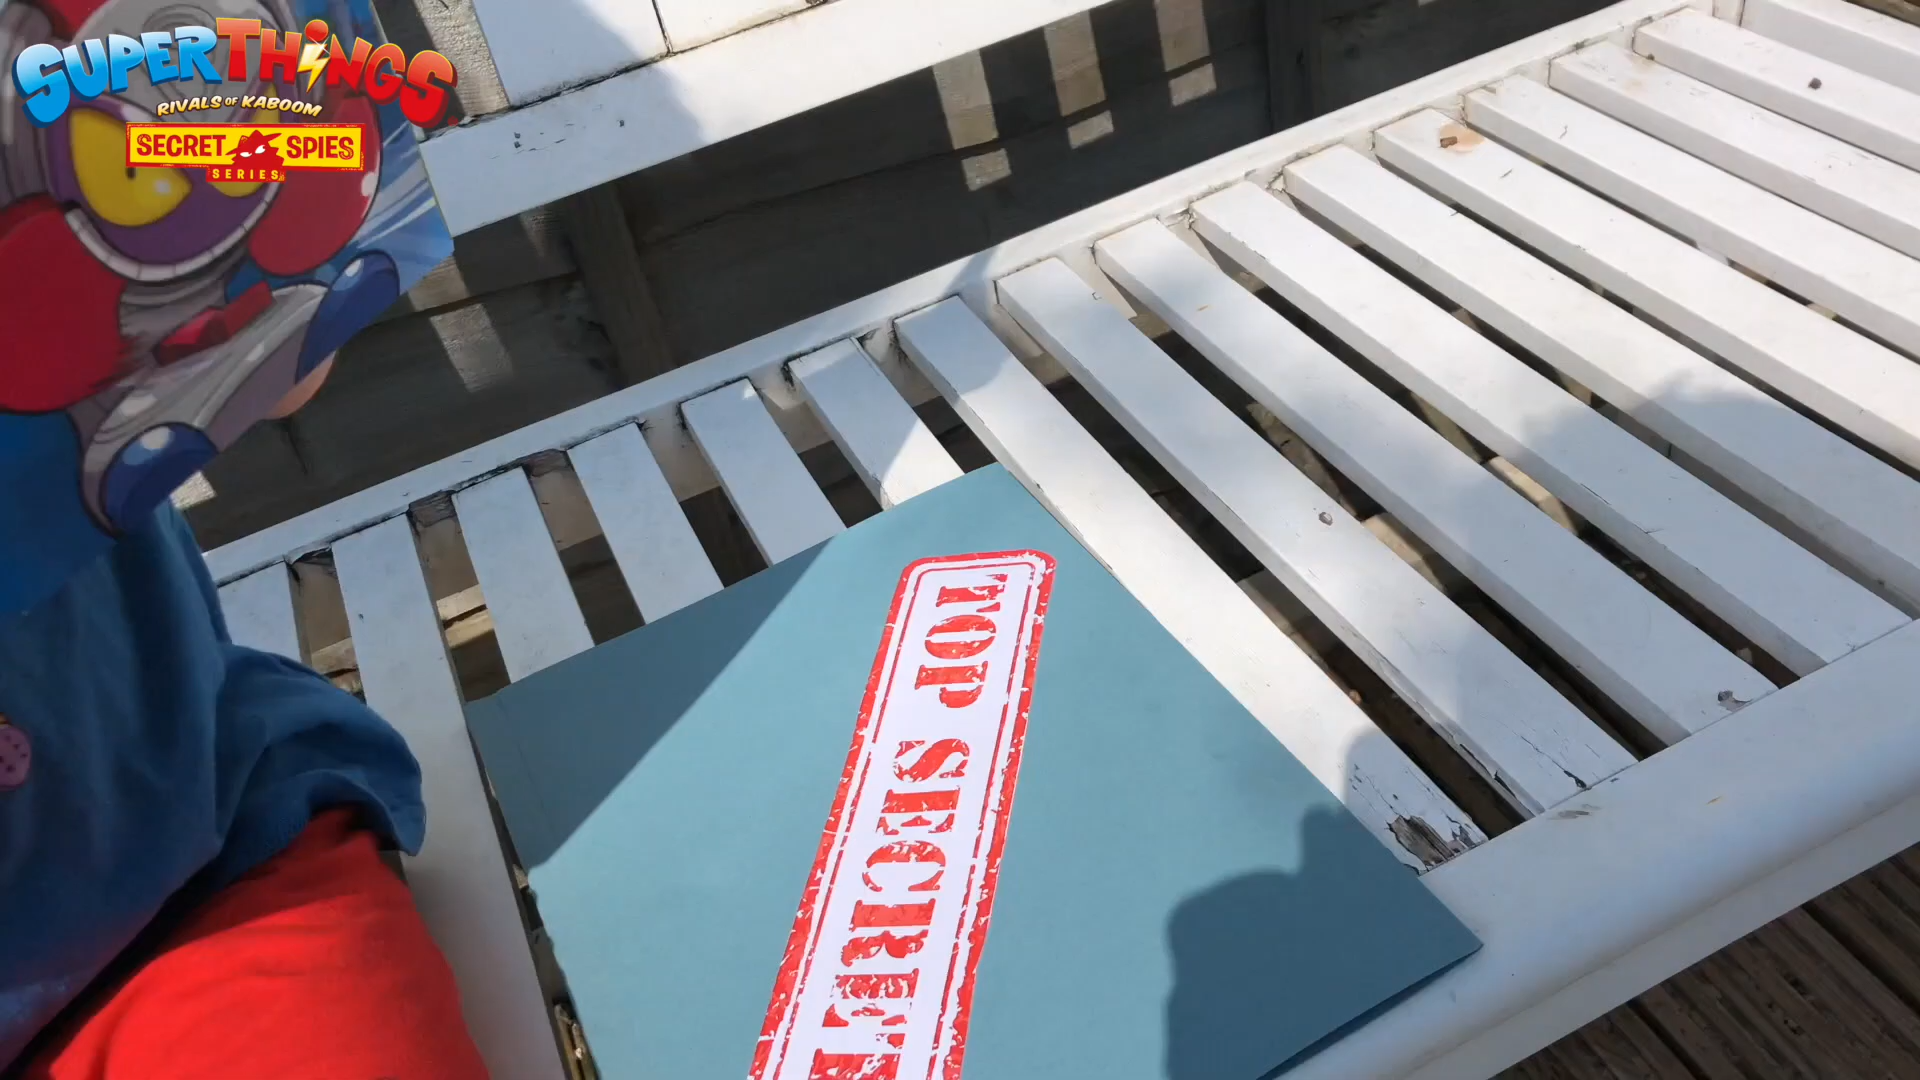 SUPERTHINGS
RIVALS OF KABOOM
SECRET SPIES
SERIES
TOP SECRET